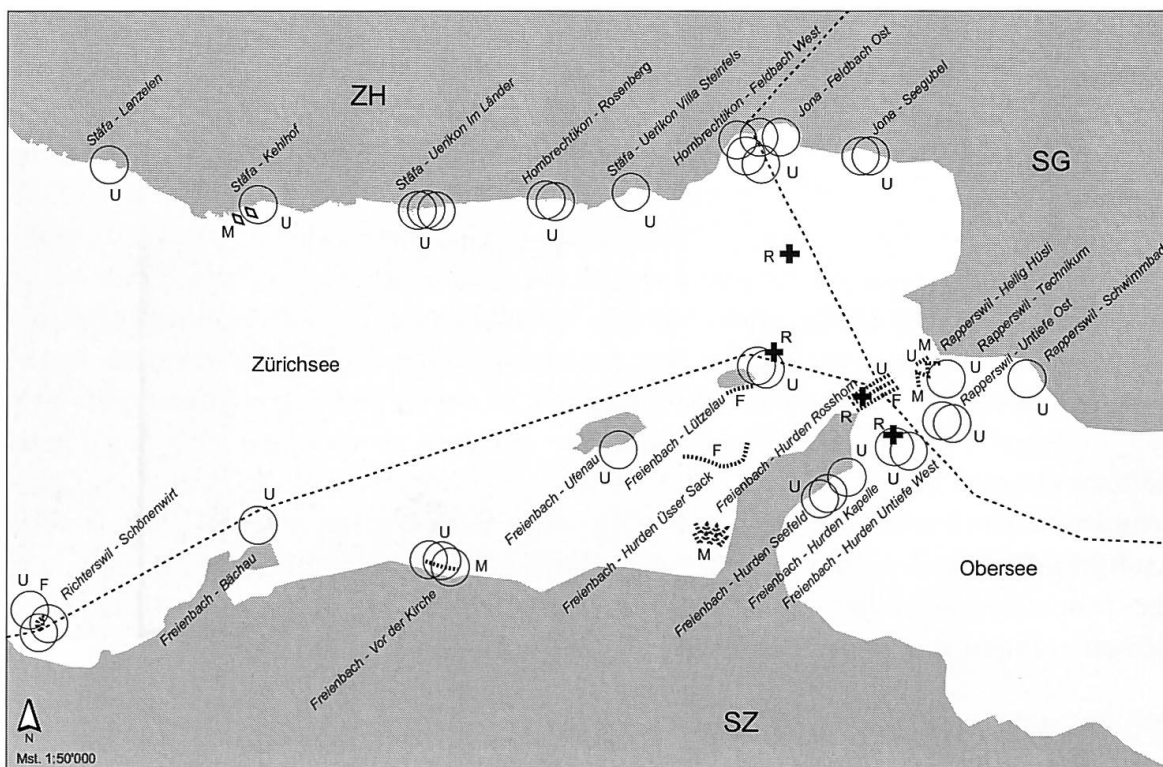 ZH
SG
SZ
Zürichsee
Obersee
Stäfa - Lanzelen
U
Stäfa - Kehlhof
M
U
Stäfa - Uerikon Im Länder
U
Hombrechtikon - Rosenberg
U
Stäfa - Uerikon Villa Steinfels
U
Hombrechtikon - Feldbach West
Jona - Feldbach Ost
U
Jona - Seegubel
U
R
Rapperswil - Heilig Hüsli
Rapperswil - Technikum
Rapperswil - Untiefe Ost
Rapperswil - Schwimmbad
U
M
M
U
U
U
R
U
F
Freienbach - Lützelau
U
F
R
Freienbach - Hurden Rosshorn
R
U
Freienbach - Hurden Untiefe West
U
Freienbach - Hurden Kapelle
U
Freienbach - Hurden Seefeld
F
Freienbach - Hurden Üsser Sack
M
U
Freienbach - Ufenau
U
M
Freienbach - Vor der Kirche
U
Freienbach - Bächau
U
F
Richterswil - Schönenwirt
N
Mst. 1:50'000